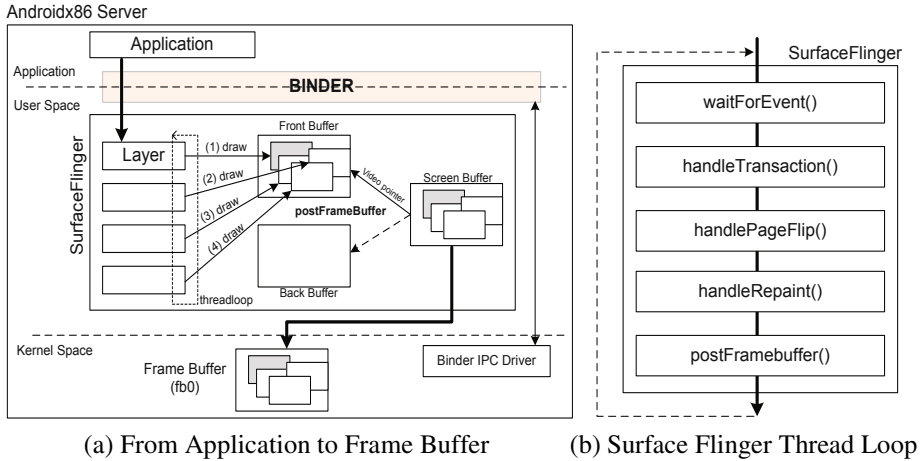 Androidx86 Server
Application
Application
BINDER
User Space
SurfaceFlinger
Layer
(1) draw
(2) draw
(3) draw
(4) draw
threadloop
Front Buffer
Video pointer
postFrameBuffer
Screen Buffer
Back Buffer
Kernel Space
Frame Buffer
(fb0)
Binder IPC Driver
(a) From Application to Frame Buffer
SurfaceFlinger
waitForEvent()
handleTransaction()
handlePageFlip()
handleRepaint()
postFramebuffer()
(b) Surface Flinger Thread Loop